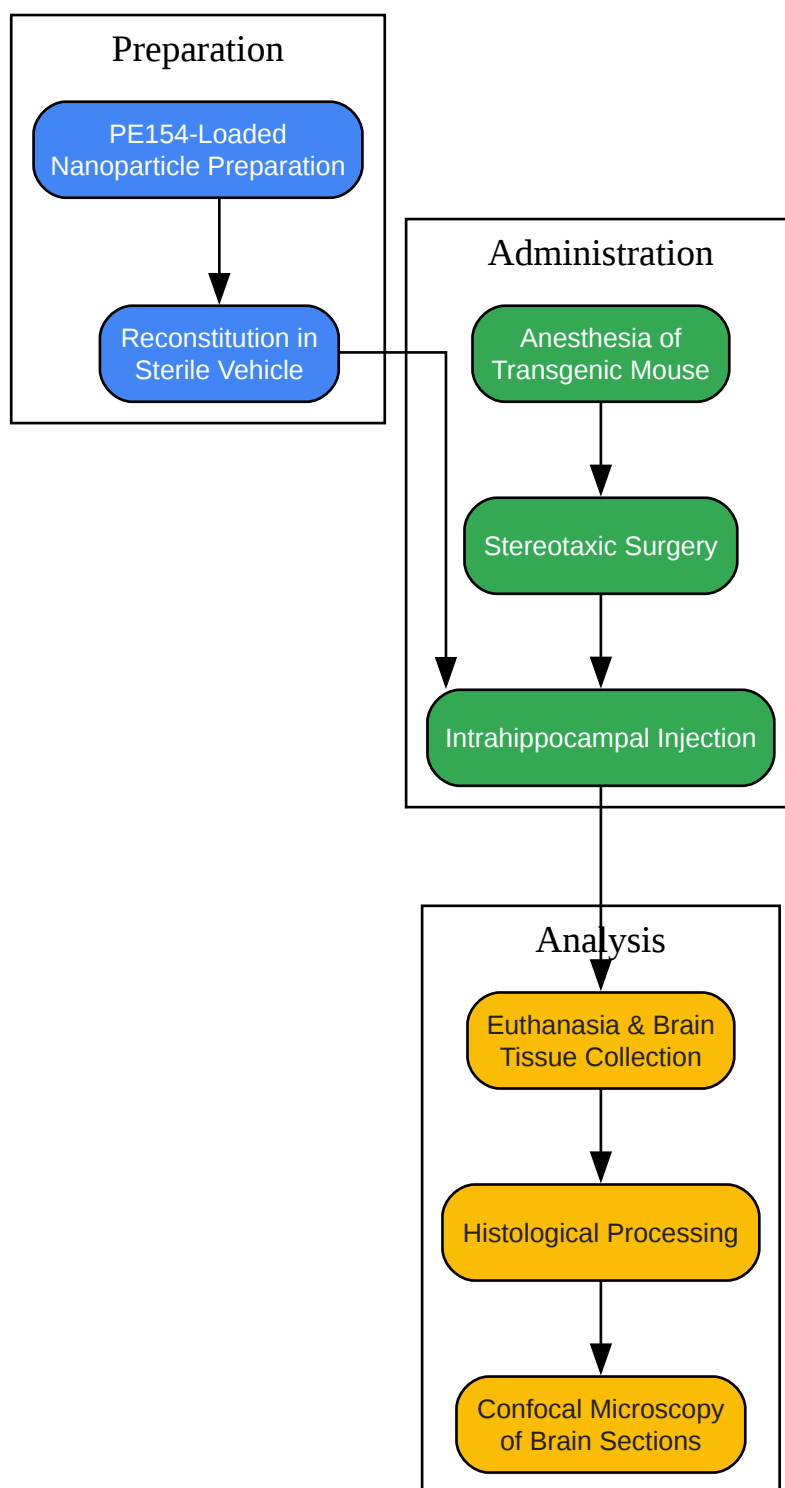 Preparation
PE154-Loaded
Nanoparticle Preparation
Reconstitution in
Sterile Vehicle
Administration
Anesthesia of
Transgenic Mouse
Stereotaxic Surgery
Intrahippocampal Injection
Analysis
Euthanasia & Brain
Tissue Collection
Histological Processing
Confocal Microscopy
of Brain Sections